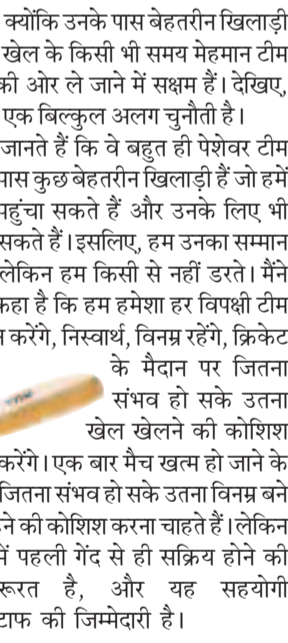 क्योंकि उनके पास बेहतरीन खिलाड़ी
खेल के किसी भी समय मेहमान टीम
की ओर ले जाने में सक्षम हैं। देखिए,
एक बिल्कुल अलग चुनौती है।
जानते हैं कि वे बहुत ही पेशेवर टीम
पास कुछ बेहतरीन खिलाड़ी हैं जो हमें
पहुंचा सकते हैं और उनके लिए भी
सकते हैं। इसलिए, हम उनका सम्मान
लेकिन हम किसी से नहीं डरते। मैंने
कहा है कि हम हमेशा हर विपक्षी टीम
करेंगे, निस्वार्थ, विनम्र रहेंगे, क्रिकेट
के मैदान पर जितना
संभव हो सके उतना
खेल खेलने की कोशिश
करेंगे। एक बार मैच खत्म हो जाने के
जितना संभव हो सके उतना विनम्र बने
ने की कोशिश करना चाहते हैं। लेकिन
में पहली गेंद से ही सक्रिय होने की
रूरत है, और यह सहयोगी
टाफ की जिम्मेदारी है।